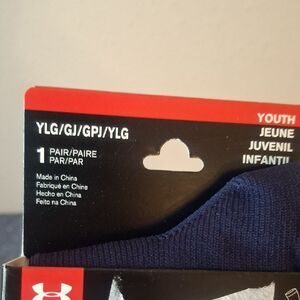 YOUTH
JEUNE
JUVENIL
INFANTIL
YLG/GJ/GPJ/YLG
1 PAIR/PAIRE
PAR/PAR
Made in China
Fabriqué en Chine
Hecho en China
Feito na China